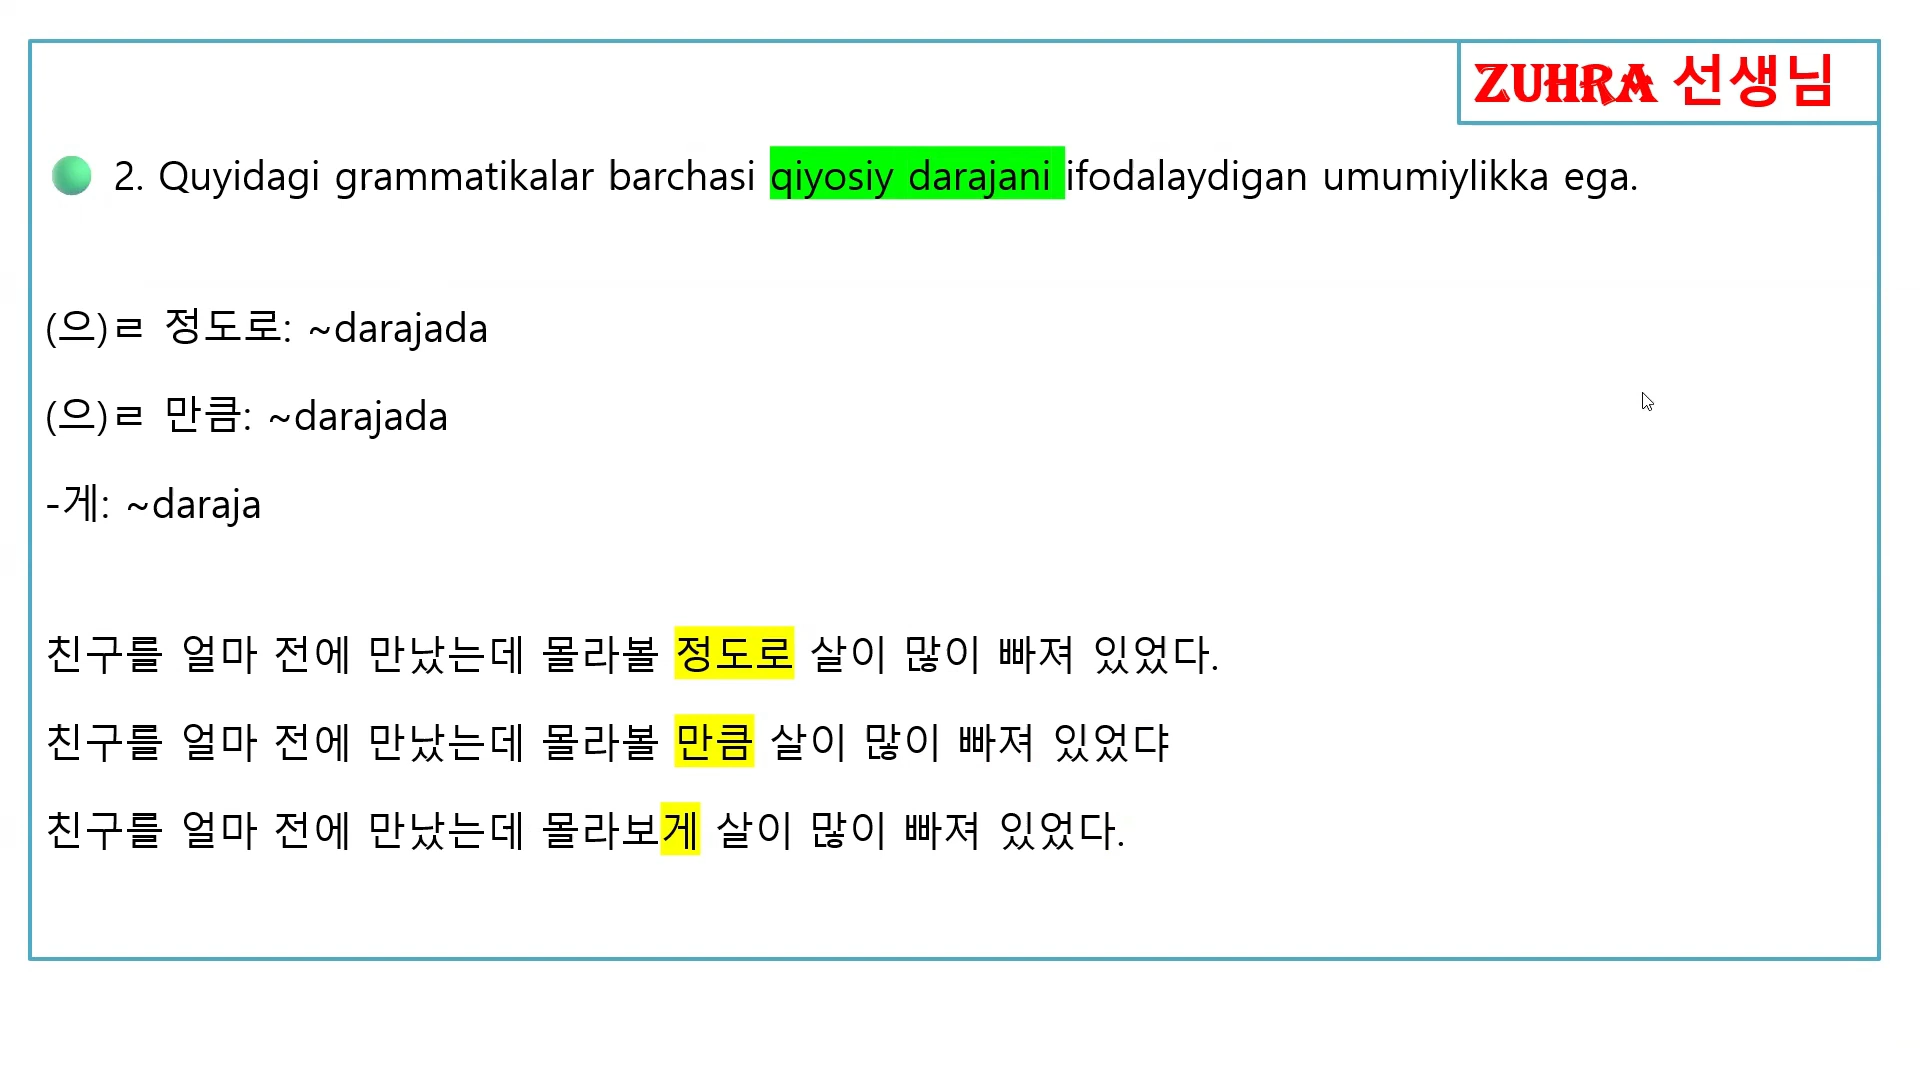 ZUHRA 선생님
2. Quyidagi grammatikalar barchasi qiyosiy darajani ifodalaydigan umumiylikka ega.
(으)ㄹ 정도로: ~darajada
(으)ㄹ 만큼: ~darajada
-게: ~daraja
친구를 얼마 전에 만났는데 몰라볼 정도로 살이 많이 빠져 있었다.
친구를 얼마 전에 만났는데 몰라볼 만큼 살이 많이 빠져 있었댜
친구를 얼마 전에 만났는데 몰라보게 살이 많이 빠져 있었다.